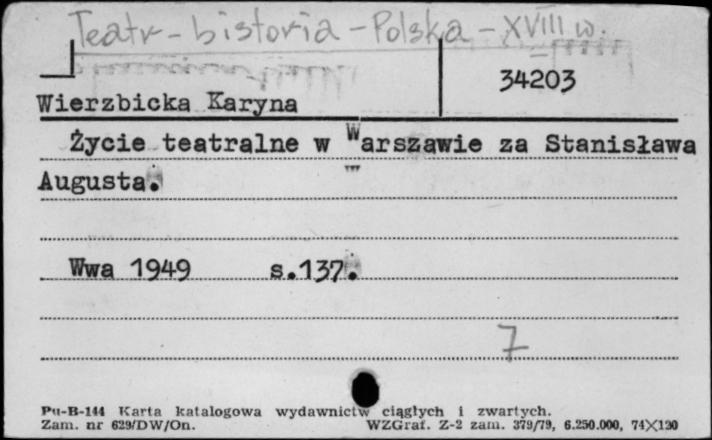 Teatr - historia - Polska - XVIII w.
34203
Wierzbicka Karyna
Życie teatralne w Warszawie za Stanisława
Augusta.
Wwa 1949 s.137.
7
Pu-B-144 Karta katalogowa wydawnictw ciągłych i zwartych.
Zam. nr 629/DW/On. WZGraf. Z-2 zam. 379/79, 6.250.000, 74X120